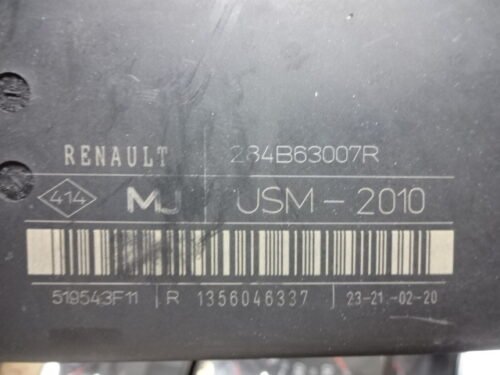 RENAULT 284B63007R
414 MJ USM - 2010
519543F11 R 1356046337 23-21-02-20